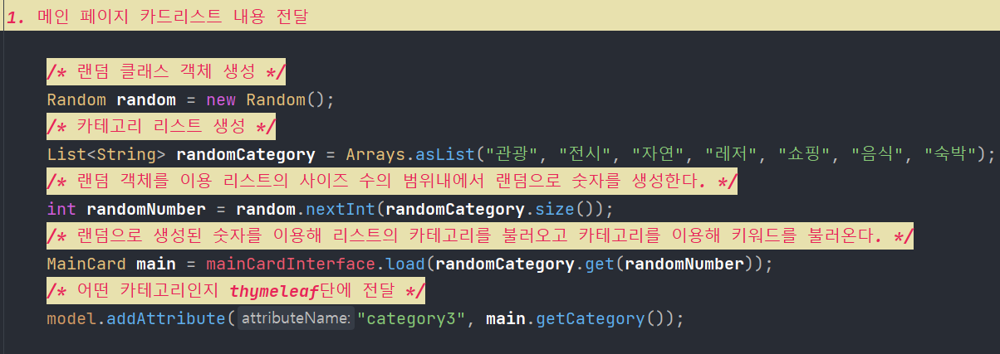 1. 메인 페이지 카드리스트 내용 전달
/* 랜덤 클래스 객체 생성 */
Random random = new Random();
/* 카테고리 리스트 생성 */
List<String> randomCategory = Arrays.asList("관광", "전시", "자연", "레저", "쇼핑", "음식", "숙박");
/* 랜덤 객체를 이용 리스트의 사이즈 수의 범위내에서 랜덤으로 숫자를 생성한다. */
int randomNumber = random.nextInt(randomCategory.size());
/* 랜덤으로 생성된 숫자를 이용해 리스트의 카테고리를 불러오고 카테고리를 이용해 키워드를 불러온다. */
MainCard main = mainCardInterface.load(randomCategory.get(randomNumber));
/* 어떤 카테고리인지 thymeleaf단에 전달 */
model.addAttribute( attributeName: "category3", main.getCategory());